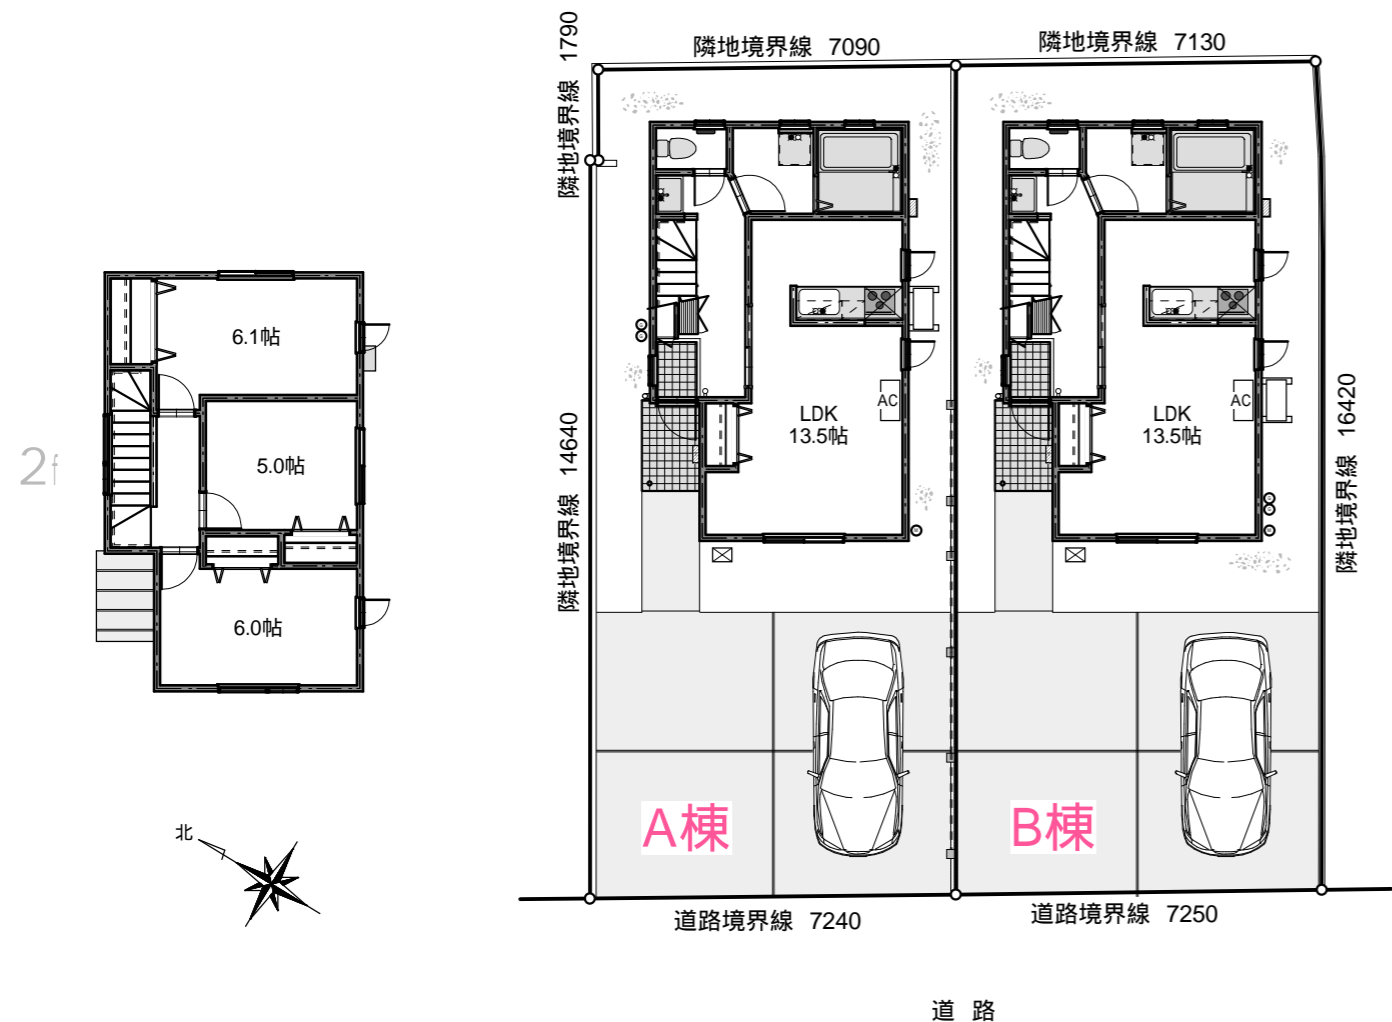 隣地境界線 1790
隣地境界線 7090
隣地境界線 7130
2f
6.1帖
5.0帖
6.0帖
北
隣地境界線 14640
LDK
13.5帖
AC
LDK
13.5帖
AC
隣地境界線 16420
A棟
B棟
道路境界線 7240
道路境界線 7250
道 路